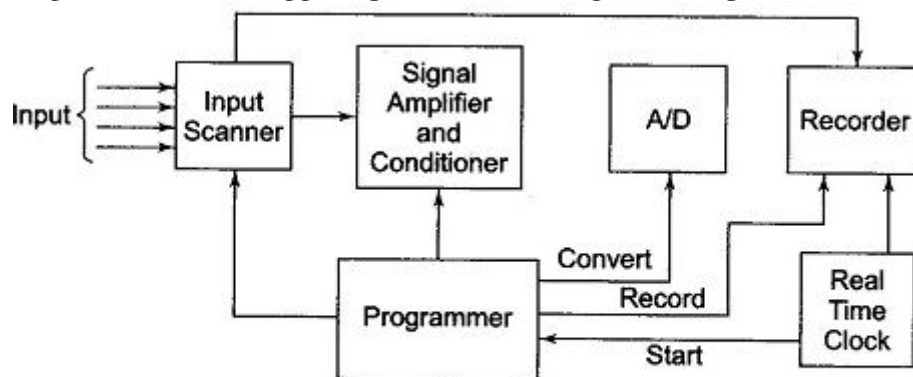 Input
Input
Scanner
Signal
Amplifier
and
Conditioner
A/D
Recorder
Programmer
Convert
Record
Start
Real
Time
Clock